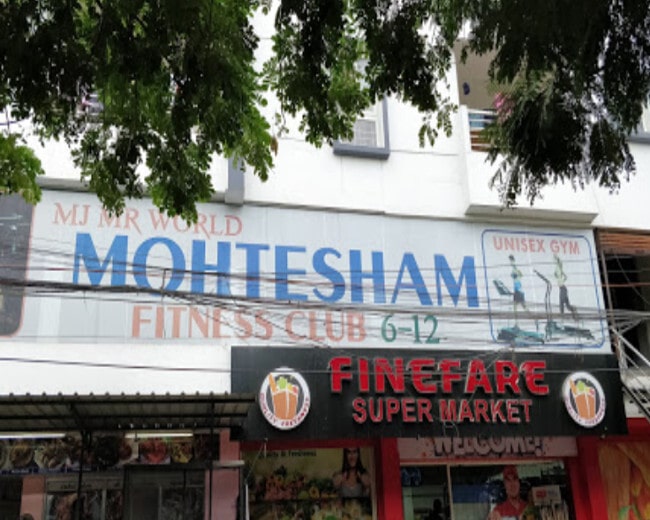 MJ MR WORLD
MOHTESHAM
FITNESS CLUB 6-12
UNISEX GYM
FINEFARE
SUPER MARKET
WELCOME!